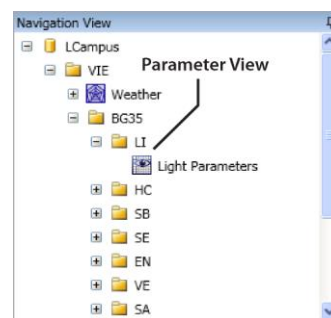 Navigation View
LCampus
VIE
Parameter View
Weather
BG35
LI
Light Parameters
HC
SB
SE
EN
VE
SA